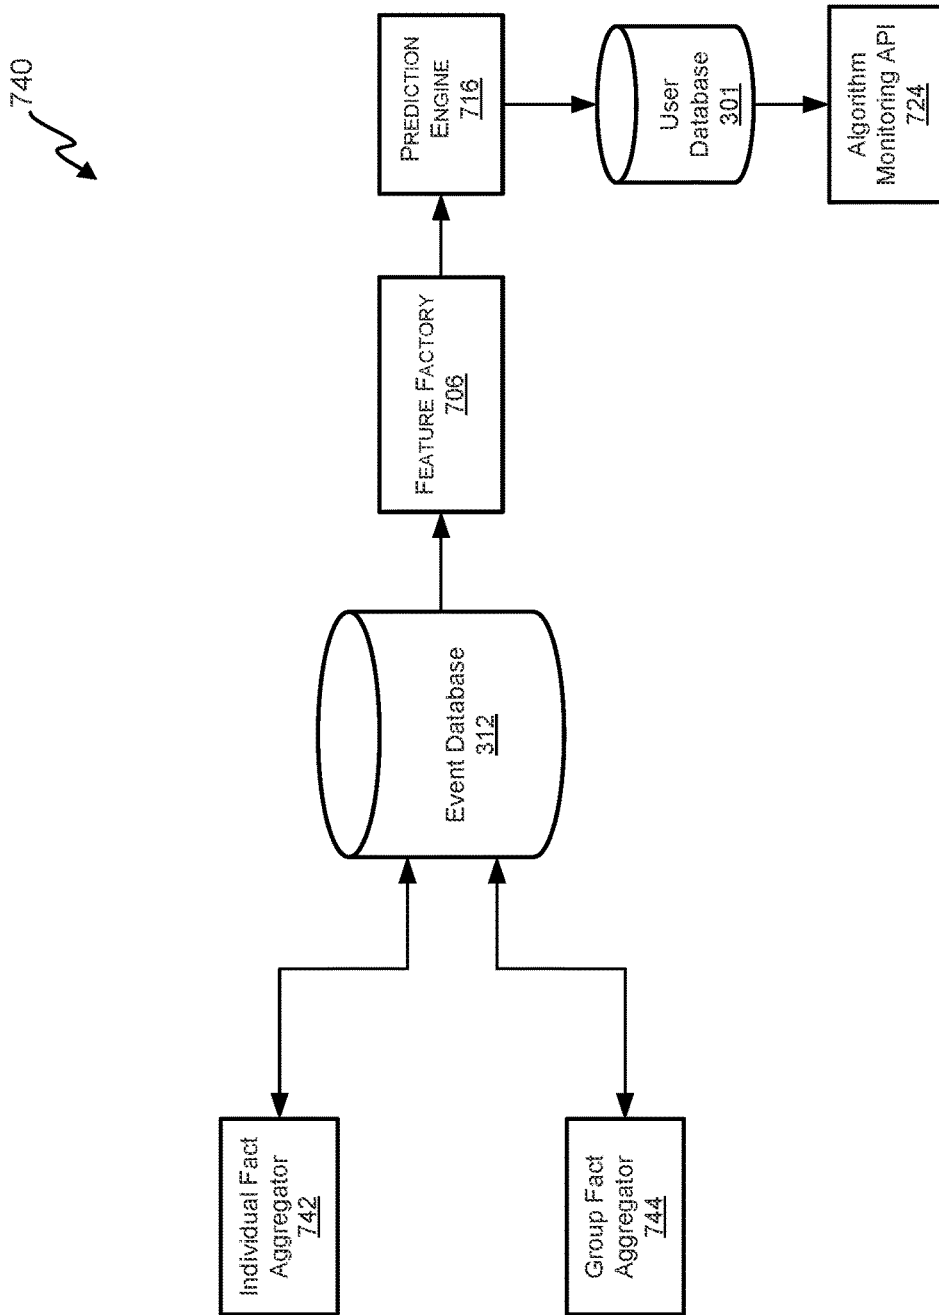 740
Individual Fact
Aggregator
742
Group Fact
Aggregator
744
Event Database
312
FEATURE FACTORY
706
PREDICTION
ENGINE
716
User
Database
301
Algorithm
Monitoring API
724